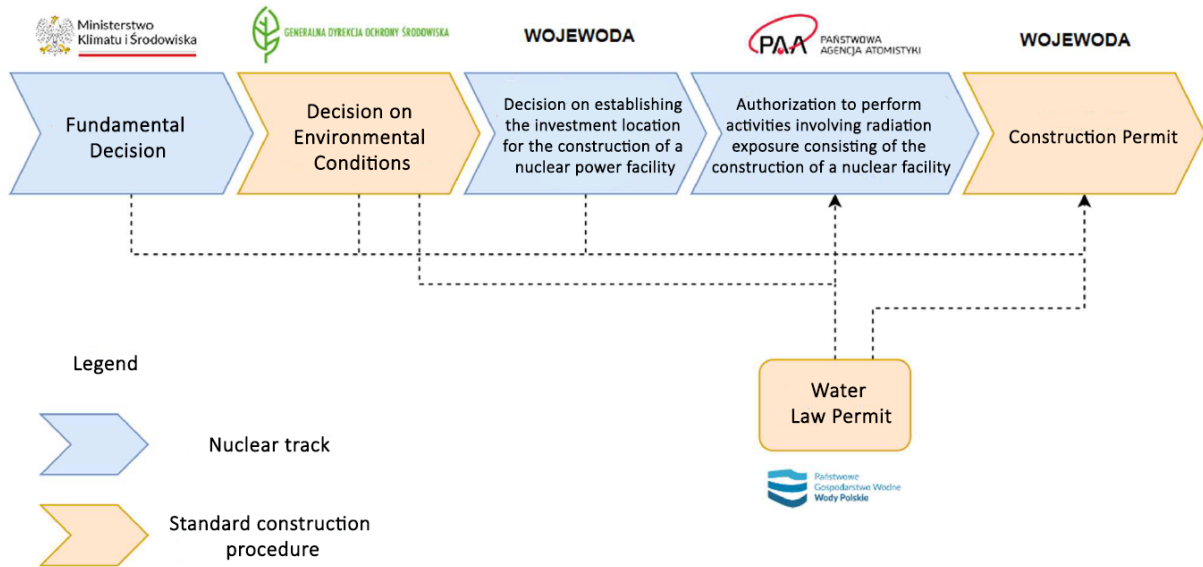 Ministerstwo
Klimatu i Środowiska
GENERALNA DYREKCJA OCHRONY ŚRODOWISKA
WOJEWODA
PAA
PAŃSTWOWA
AGENCJA ATOMISTYKI
WOJEWODA
Fundamental
Decision
Decision on
Environmental
Conditions
Decision on establishing
the investment location
for the construction of a
nuclear power facility
Authorization to perform
activities involving radiation
exposure consisting of the
construction of a nuclear facility
Construction Permit
Legend
Nuclear track
Standard construction
procedure
Water
Law Permit
Państwowe
Gospodarstwo Wodne
Wody Polskie